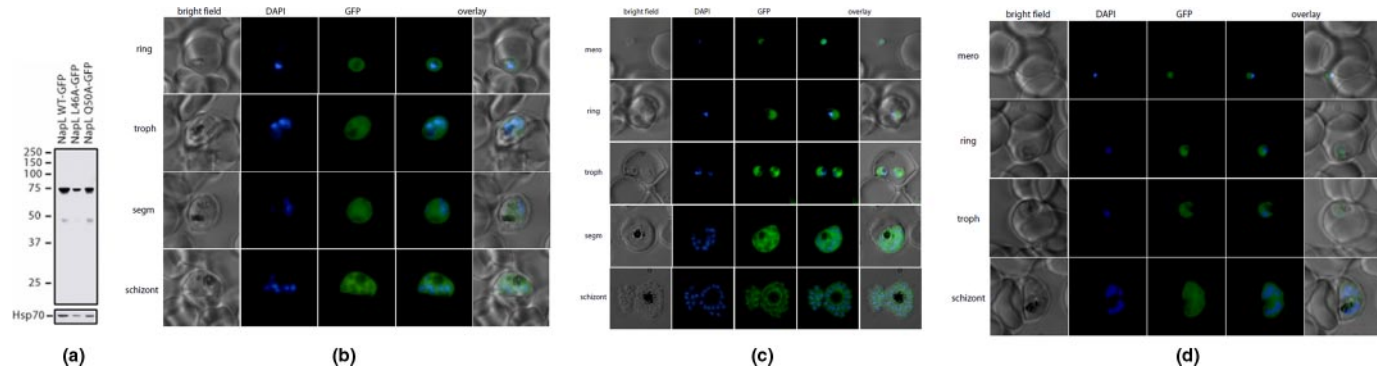 NapL WT-GFP
NapL L46A-GFP
NapL Q50A-GFP
250
150
100
75
50
37
25
Hsp70
(a)
bright field DAPI GFP overlay
ring
troph
segm
schizont
(b)
bright field DAPI GFP overlay
mero
ring
troph
segm
schizont
(c)
bright field DAPI GFP overlay
mero
ring
troph
schizont
(d)